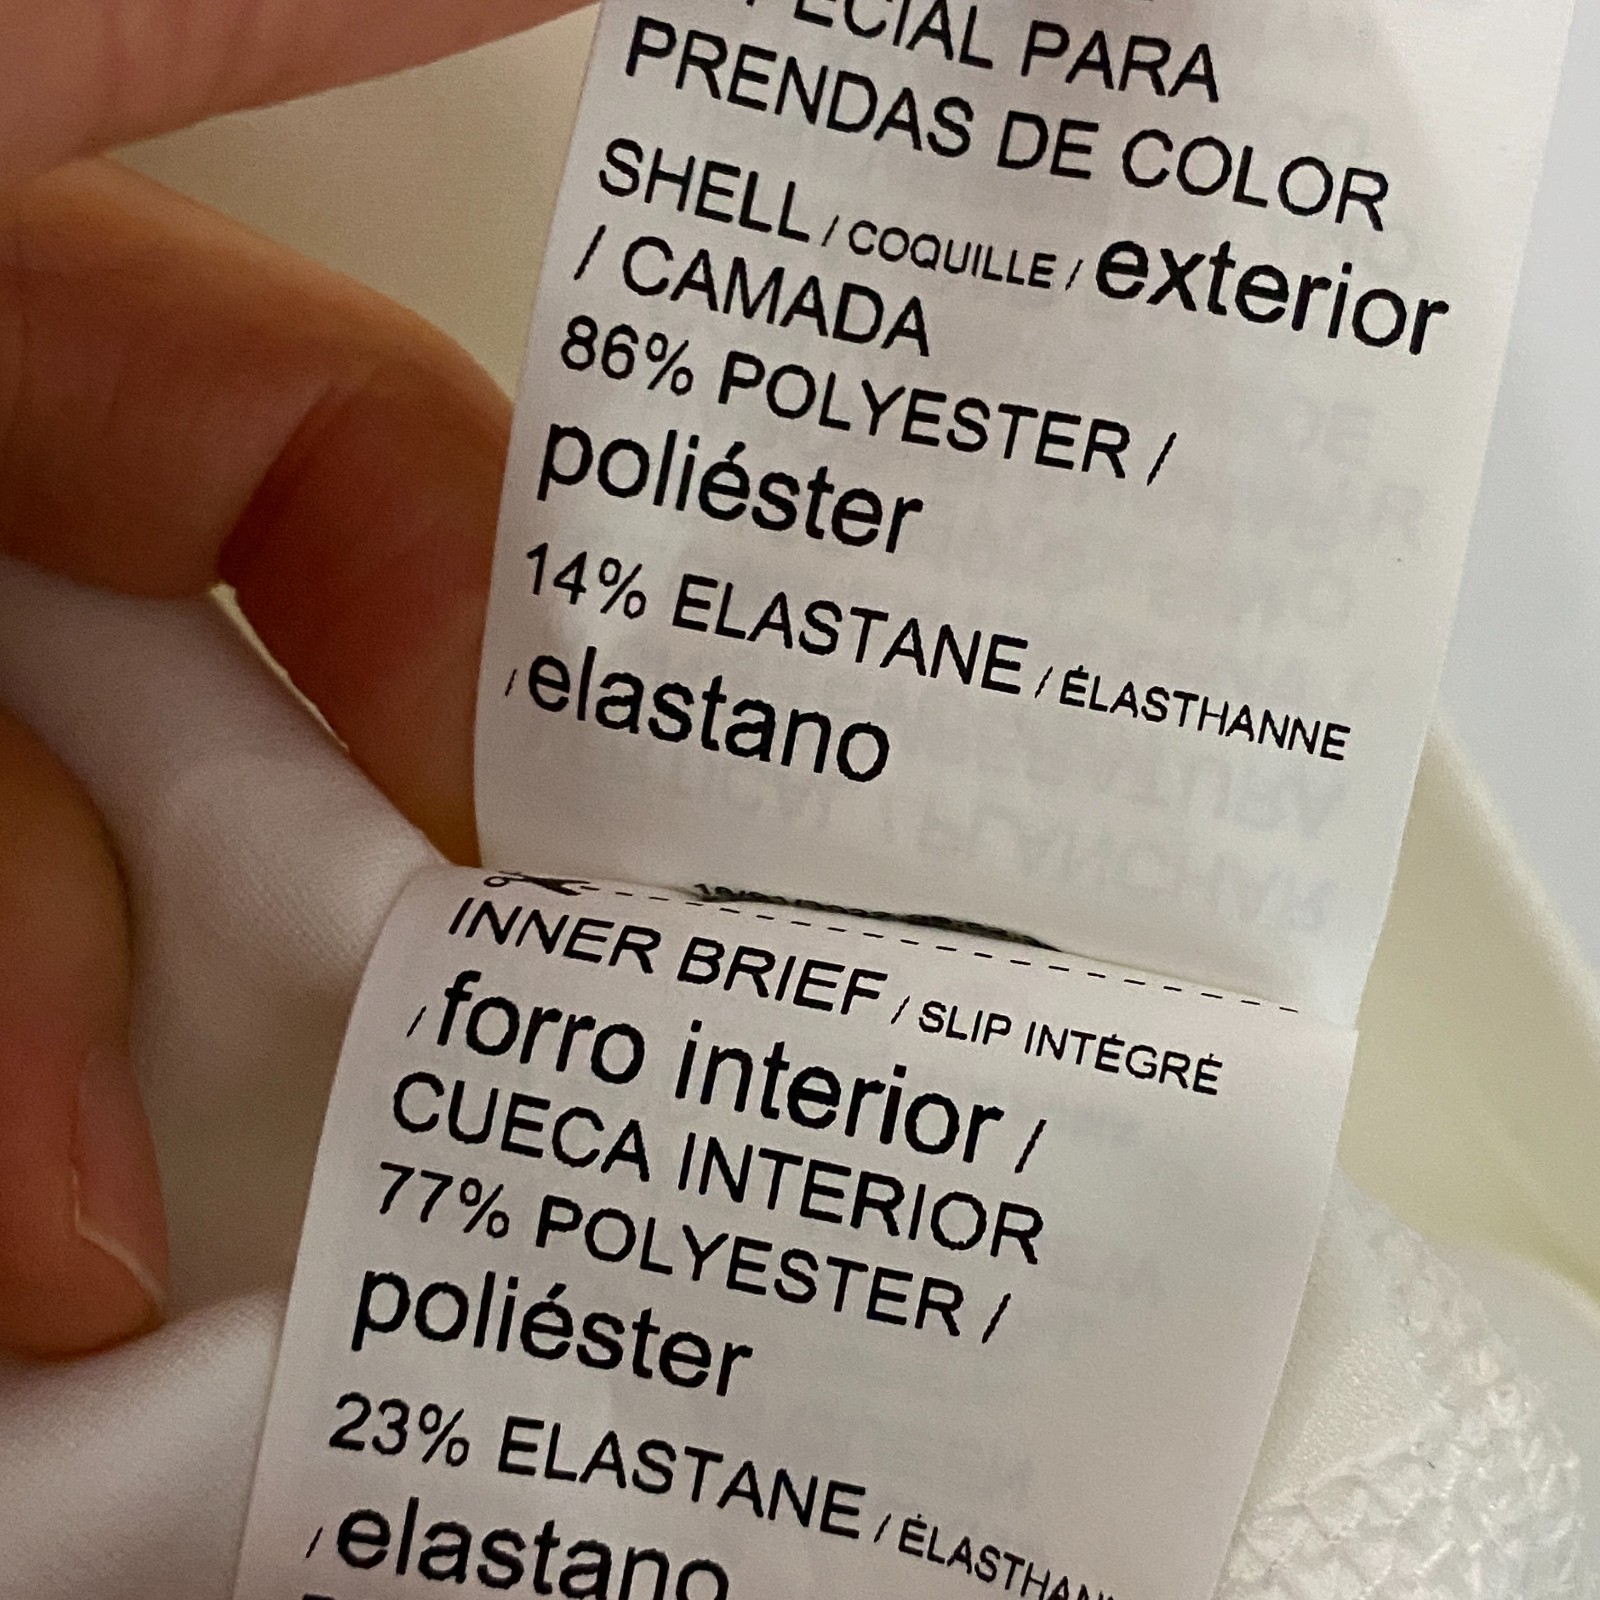 PARA
PRENDAS DE COLOR
SHELL / COQUILLE / exterior
/ CAMADA
86% POLYESTER /
poliéster
14% ELASTANE / ÉLASTHANNE
/ elastano
INNER BRIEF / SLIP INTÉGRÉ
/ forro interior /
CUECA INTERIOR
77% POLYESTER /
poliéster
23% ELASTANE /
/ elastano